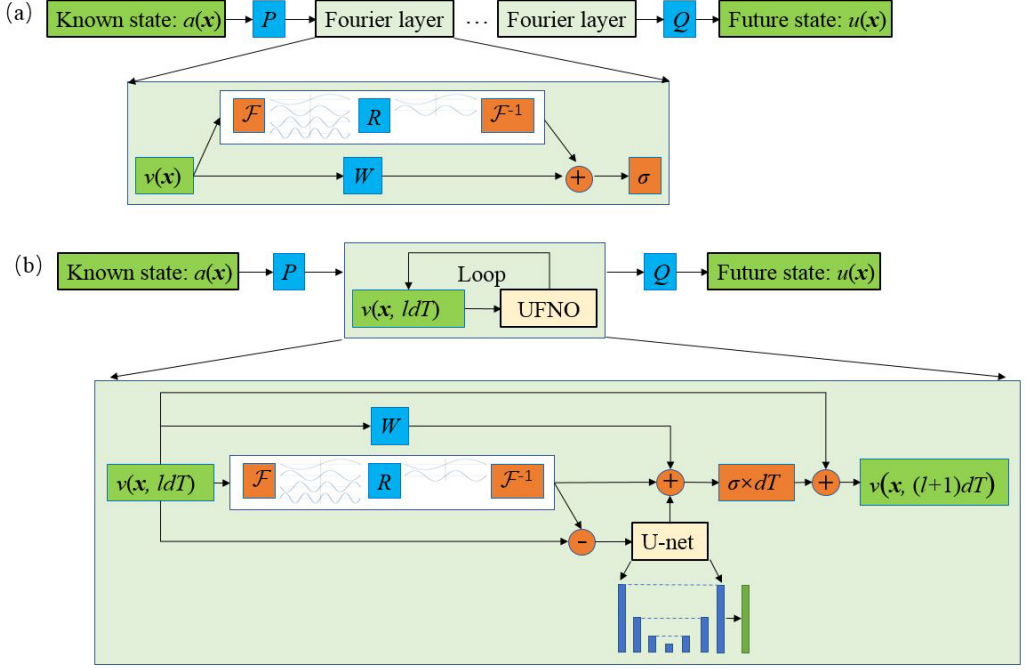 (a)
Known state: a(x) P Fourier layer … Fourier layer Q Future state: u(x)
ℱ R ℱ⁻¹
v(x) W + σ
(b)
Known state: a(x) P Loop Q Future state: u(x)
v(x, ldT) UFNO
W
v(x, ldT) ℱ R ℱ⁻¹ + σ×dT + v(x, (l+1)dT)
- U-net